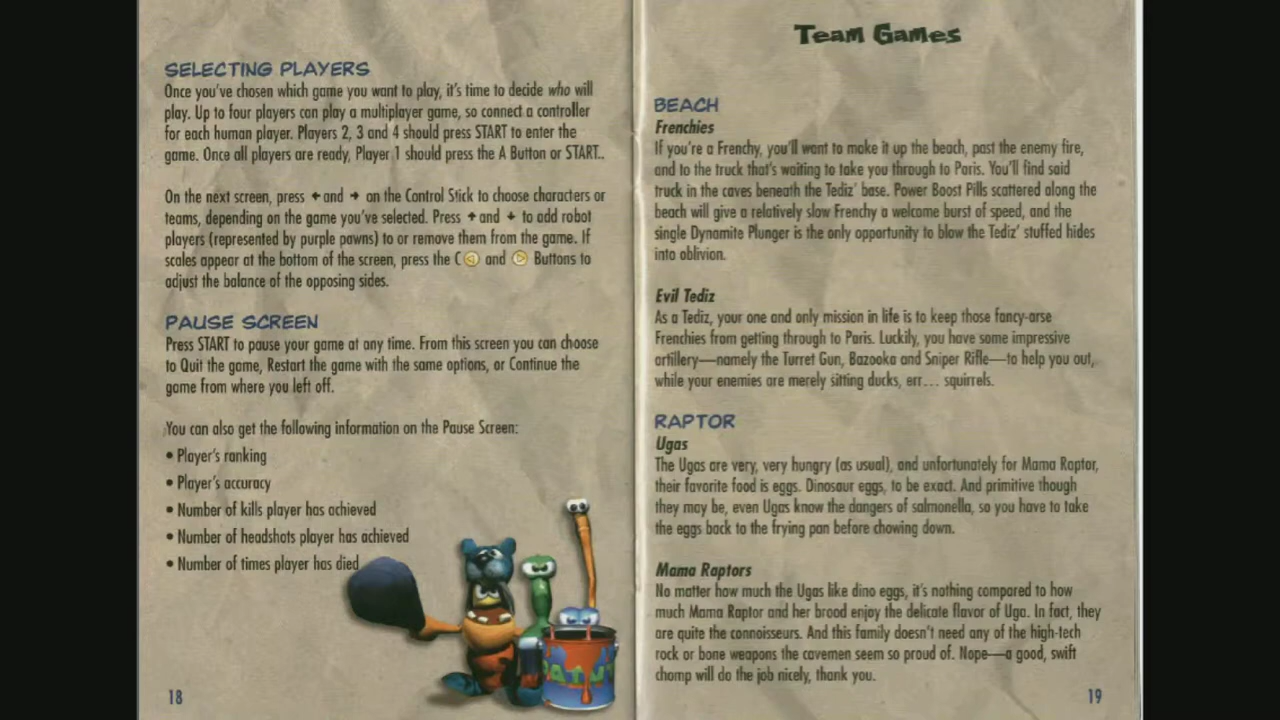 SELECTING PLAYERS
Once you've chosen which game you want to play, it's time to decide who will
play. Up to four players can play a multiplayer game, so connect a controller
for each human player. Players 2, 3 and 4 should press START to enter the
game. Once all players are ready, Player 1 should press the A Button or START..
On the next screen, press ← and → on the Control Stick to choose characters or
teams, depending on the game you've selected. Press ↑ and ↓ to add robot
players (represented by purple pawns) to or remove them from the game. If
scales appear at the bottom of the screen, press the C ◁ and ▷ Buttons to
adjust the balance of the opposing sides.
PAUSE SCREEN
Press START to pause your game at any time. From this screen you can choose
to Quit the game, Restart the game with the same options, or Continue the
game from where you left off.
You can also get the following information on the Pause Screen:
• Player's ranking
• Player's accuracy
• Number of kills player has achieved
• Number of headshots player has achieved
• Number of times player has died
18
Team Games
BEACH
Frenchies
If you're a Frenchy, you'll want to make it up the beach, past the enemy fire,
and to the truck that's waiting to take you through to Paris. You'll find said
truck in the caves beneath the Tediz' base. Power Boost Pills scattered along the
beach will give a relatively slow Frenchy a welcome burst of speed, and the
single Dynamite Plunger is the only opportunity to blow the Tediz' stuffed hides
into oblivion.
Evil Tediz
As a Tediz, your one and only mission in life is to keep those fancy-arse
Frenchies from getting through to Paris. Luckily, you have some impressive
artillery—namely the Turret Gun, Bazooka and Sniper Rifle—to help you out,
while your enemies are merely sitting ducks, err... squirrels.
RAPTOR
Ugas
The Ugas are very, very hungry (as usual), and unfortunately for Mama Raptor,
their favorite food is eggs. Dinosaur eggs, to be exact. And primitive though
they may be, even Ugas know the dangers of salmonella, so you have to take
the eggs back to the frying pan before chowing down.
Mama Raptors
No matter how much the Ugas like dino eggs, it's nothing compared to how
much Mama Raptor and her brood enjoy the delicate flavor of Uga. In fact, they
are quite the connoisseurs. And this family doesn't need any of the high-tech
rock or bone weapons the cavemen seem so proud of. Nope—a good, swift
chomp will do the job nicely, thank you.
19